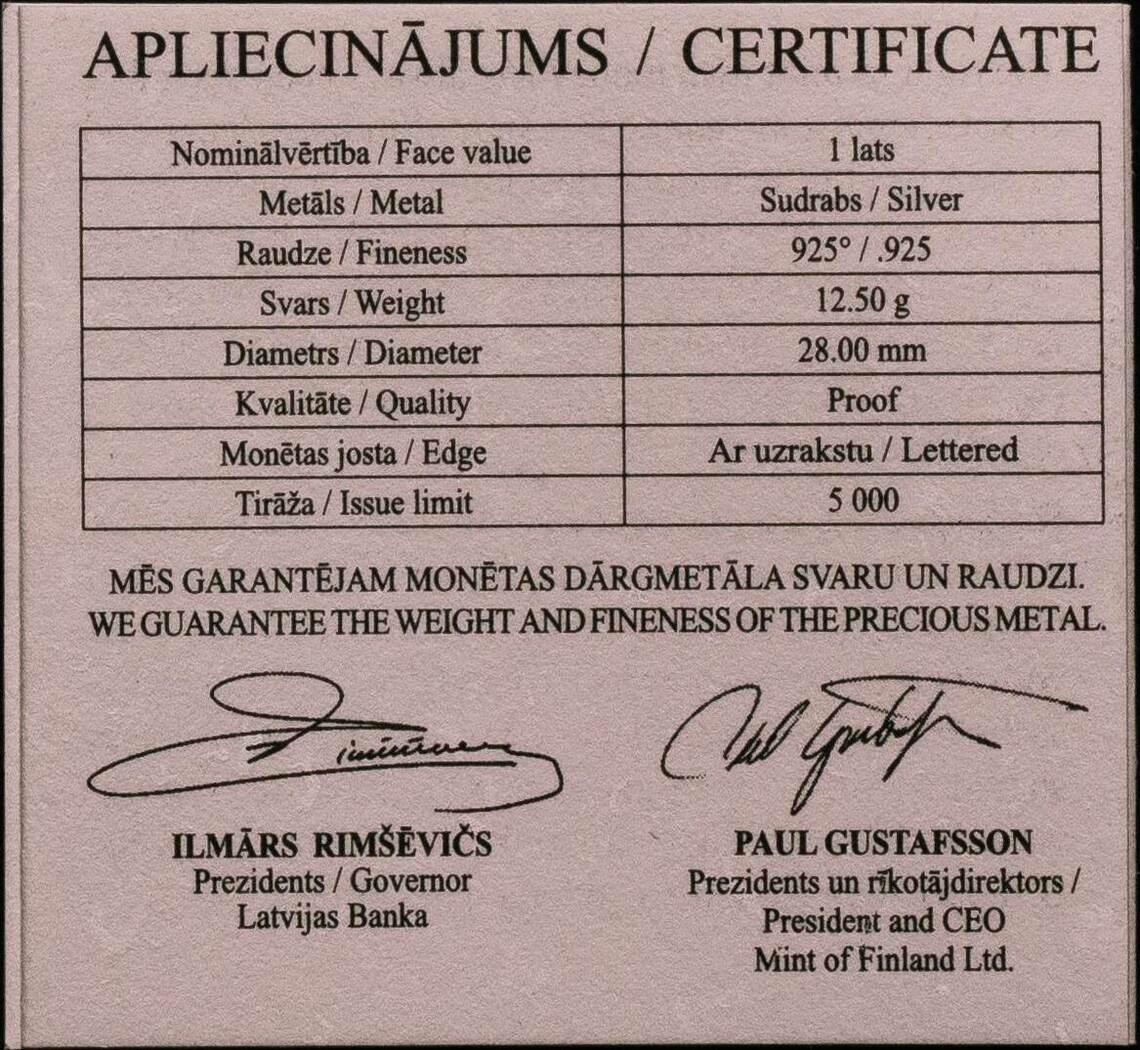 APLIECINĀJUMS / CERTIFICATE
Nominālvērtība / Face value 1 lats
Metāls / Metal Sudrabs / Silver
Raudze / Fineness 925° / .925
Svars / Weight 12.50 g
Diametrs / Diameter 28.00 mm
Kvalitāte / Quality Proof
Monētas josta / Edge Ar uzrakstu / Lettered
Tirāža / Issue limit 5 000
MĒS GARANTĒJAM MONĒTAS DĀRGMETĀLA SVARU UN RAUDZI.
WE GUARANTEE THE WEIGHT AND FINENESS OF THE PRECIOUS METAL.
ILMĀRS RIMŠĒVIČS
Prezidents / Governor
Latvijas Banka
PAUL GUSTAFSSON
Prezidents un rīkotājdirektors /
President and CEO
Mint of Finland Ltd.